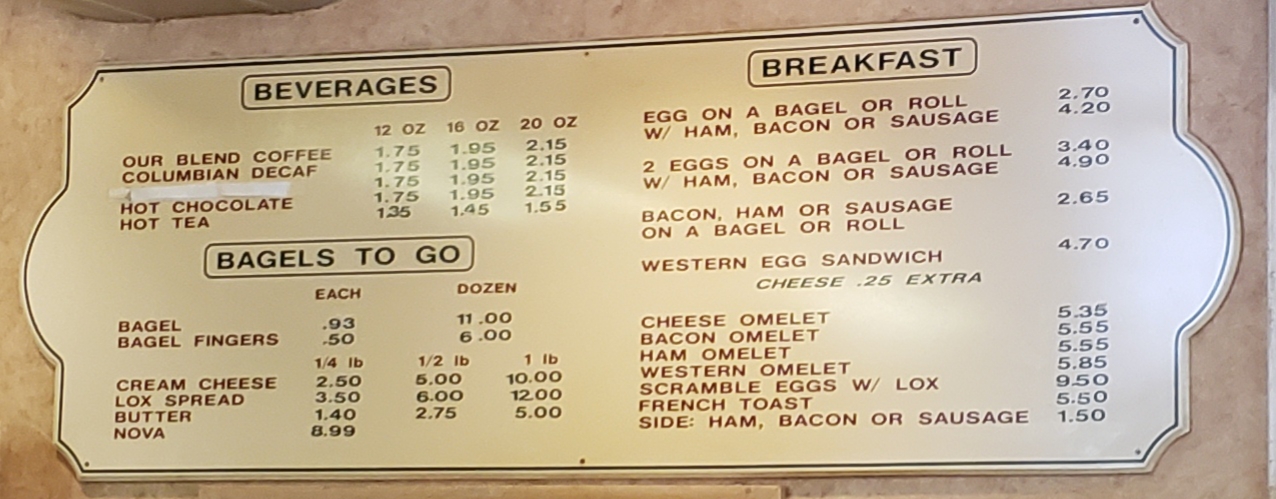 BEVERAGES
12 OZ 16 OZ 20 OZ
OUR BLEND COFFEE 1.75 1.95 2.15
COLUMBIAN DECAF 1.75 1.95 2.15
1.75 1.95 2.15
HOT CHOCOLATE 1.75 1.95 2.15
HOT TEA 1.35 1.45 1.55
BAGELS TO GO
EACH DOZEN
BAGEL .93 11.00
BAGEL FINGERS .50 6.00
1/4 lb 1/2 lb 1 lb
CREAM CHEESE 2.50 5.00 10.00
LOX SPREAD 3.50 6.00 12.00
BUTTER 1.40 2.75 5.00
NOVA 8.99
BREAKFAST
EGG ON A BAGEL OR ROLL 2.70
W/ HAM, BACON OR SAUSAGE 4.20
2 EGGS ON A BAGEL OR ROLL 3.40
W/ HAM, BACON OR SAUSAGE 4.90
BACON, HAM OR SAUSAGE 2.65
ON A BAGEL OR ROLL
WESTERN EGG SANDWICH 4.70
CHEESE .25 EXTRA
CHEESE OMELET 5.35
BACON OMELET 5.55
HAM OMELET 5.55
WESTERN OMELET 5.85
SCRAMBLE EGGS W/ LOX 9.50
FRENCH TOAST 5.50
SIDE: HAM, BACON OR SAUSAGE 1.50